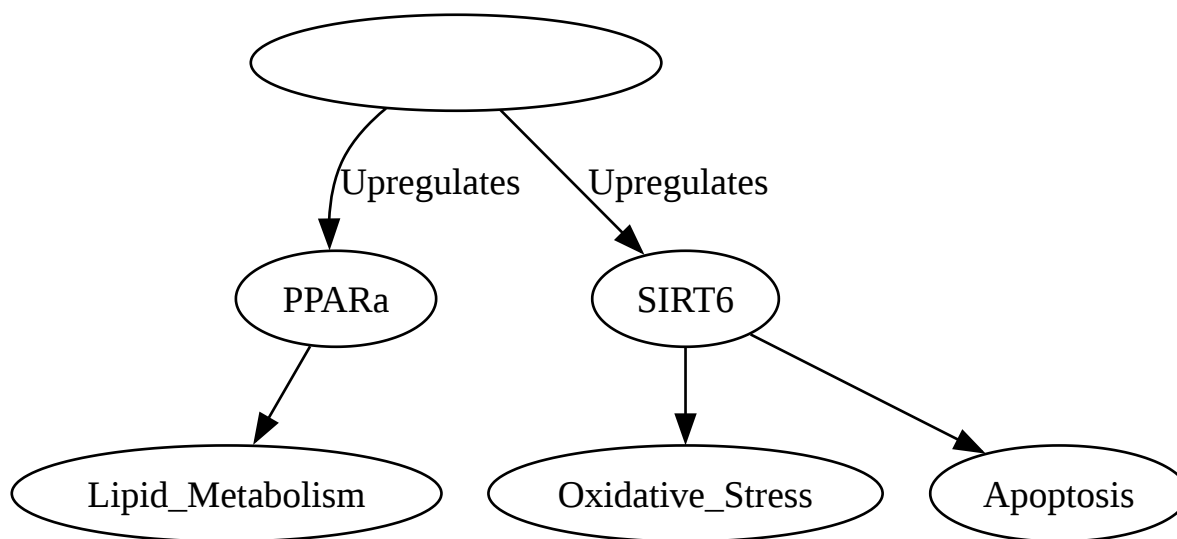 Upregulates
Upregulates
PPARa
SIRT6
Lipid_Metabolism
Oxidative_Stress
Apoptosis